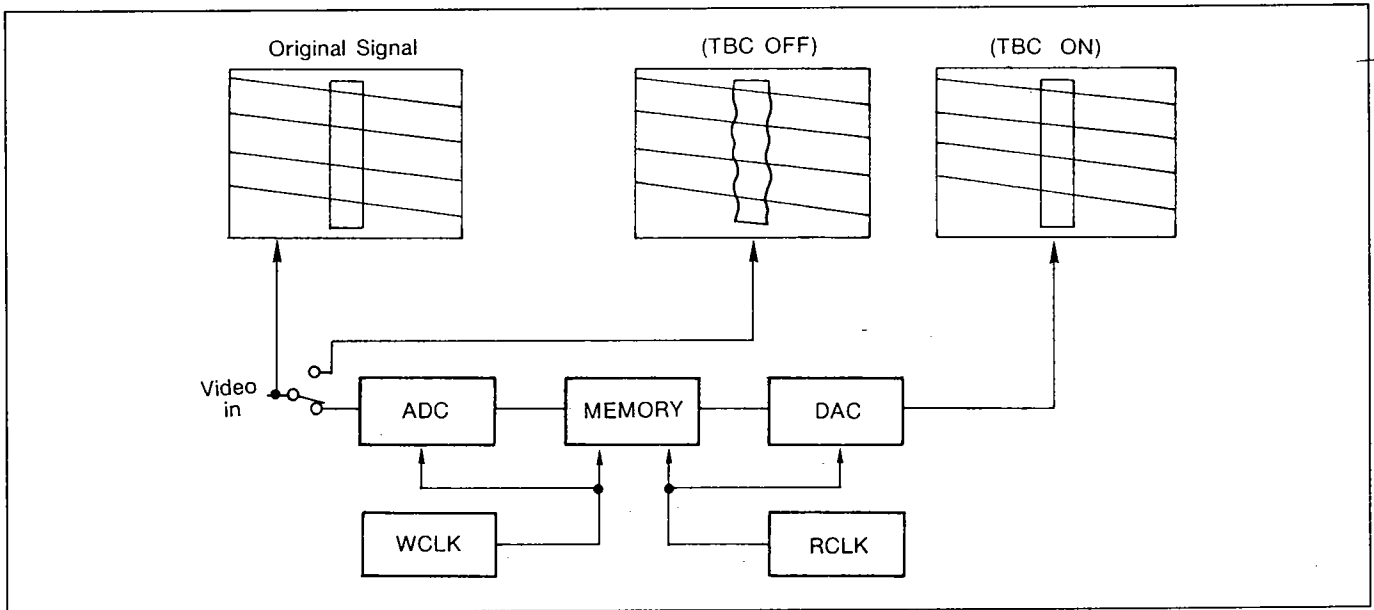 Original Signal
(TBC OFF)
(TBC ON)
Video
in
ADC
MEMORY
DAC
WCLK
RCLK